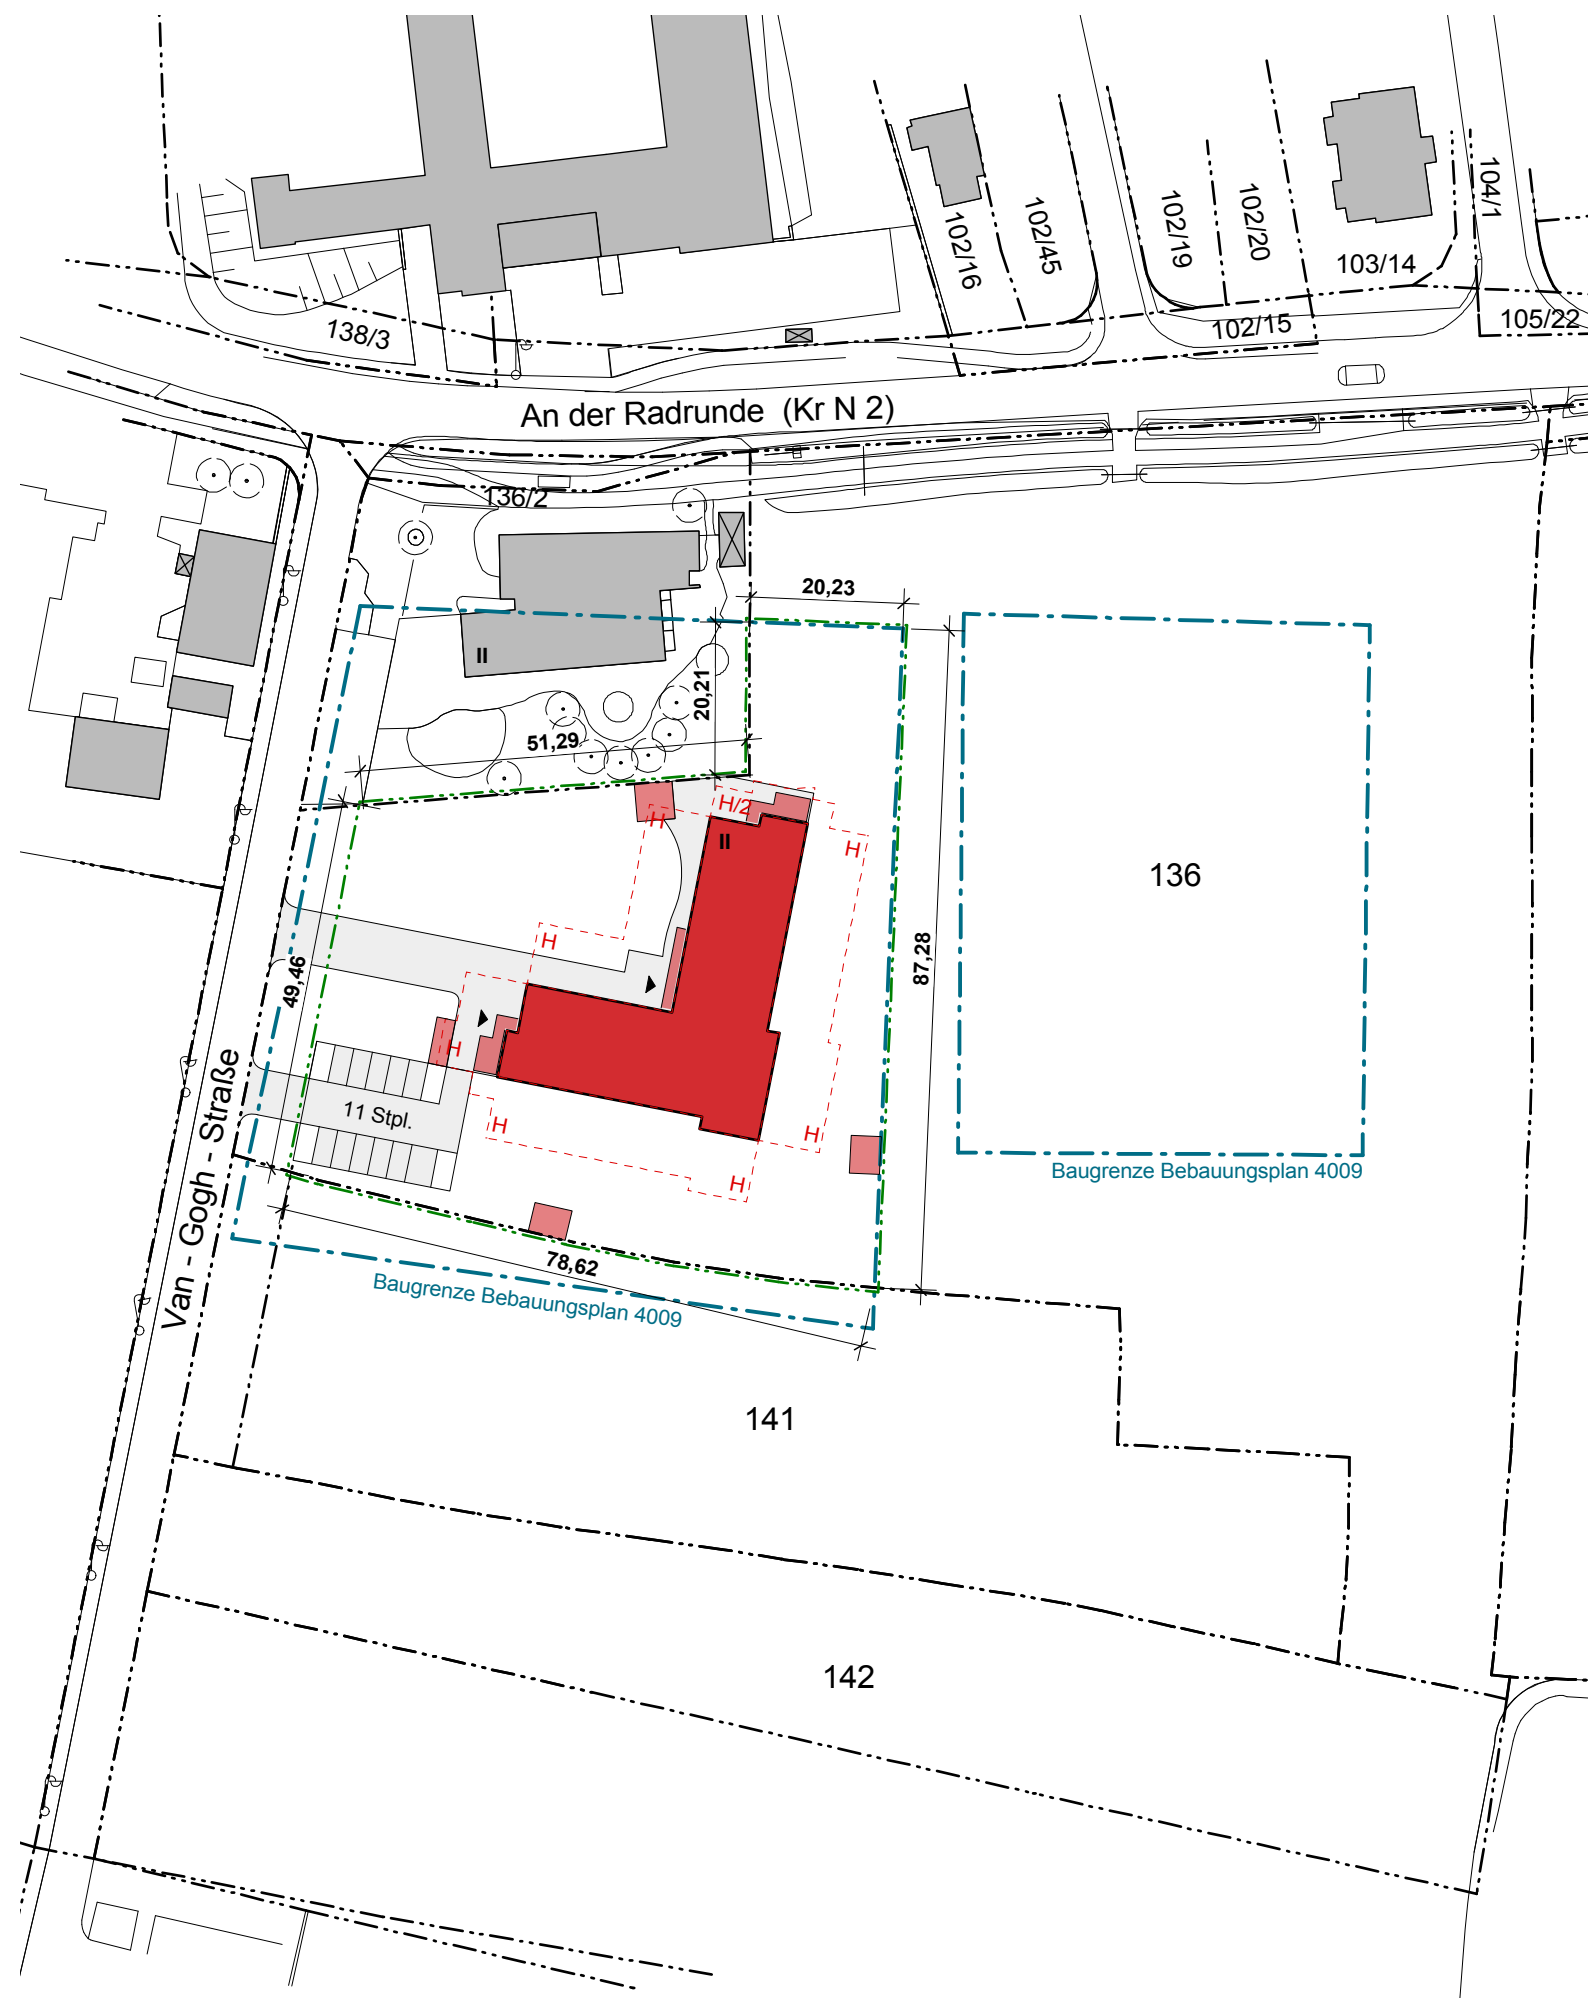 104/1
102/16
102/45
102/19
102/20
103/14
138/3
102/15
105/22
An der Radrunde (Kr N 2)
136/2
20,23
II
20,21
51,29
H/2
H
II
H
136
H
87,28
49,46
H
11 Stpl.
H
H
Van - Gogh - Straße
Baugrenze Bebauungsplan 4009
H
78,62
Baugrenze Bebauungsplan 4009
141
142